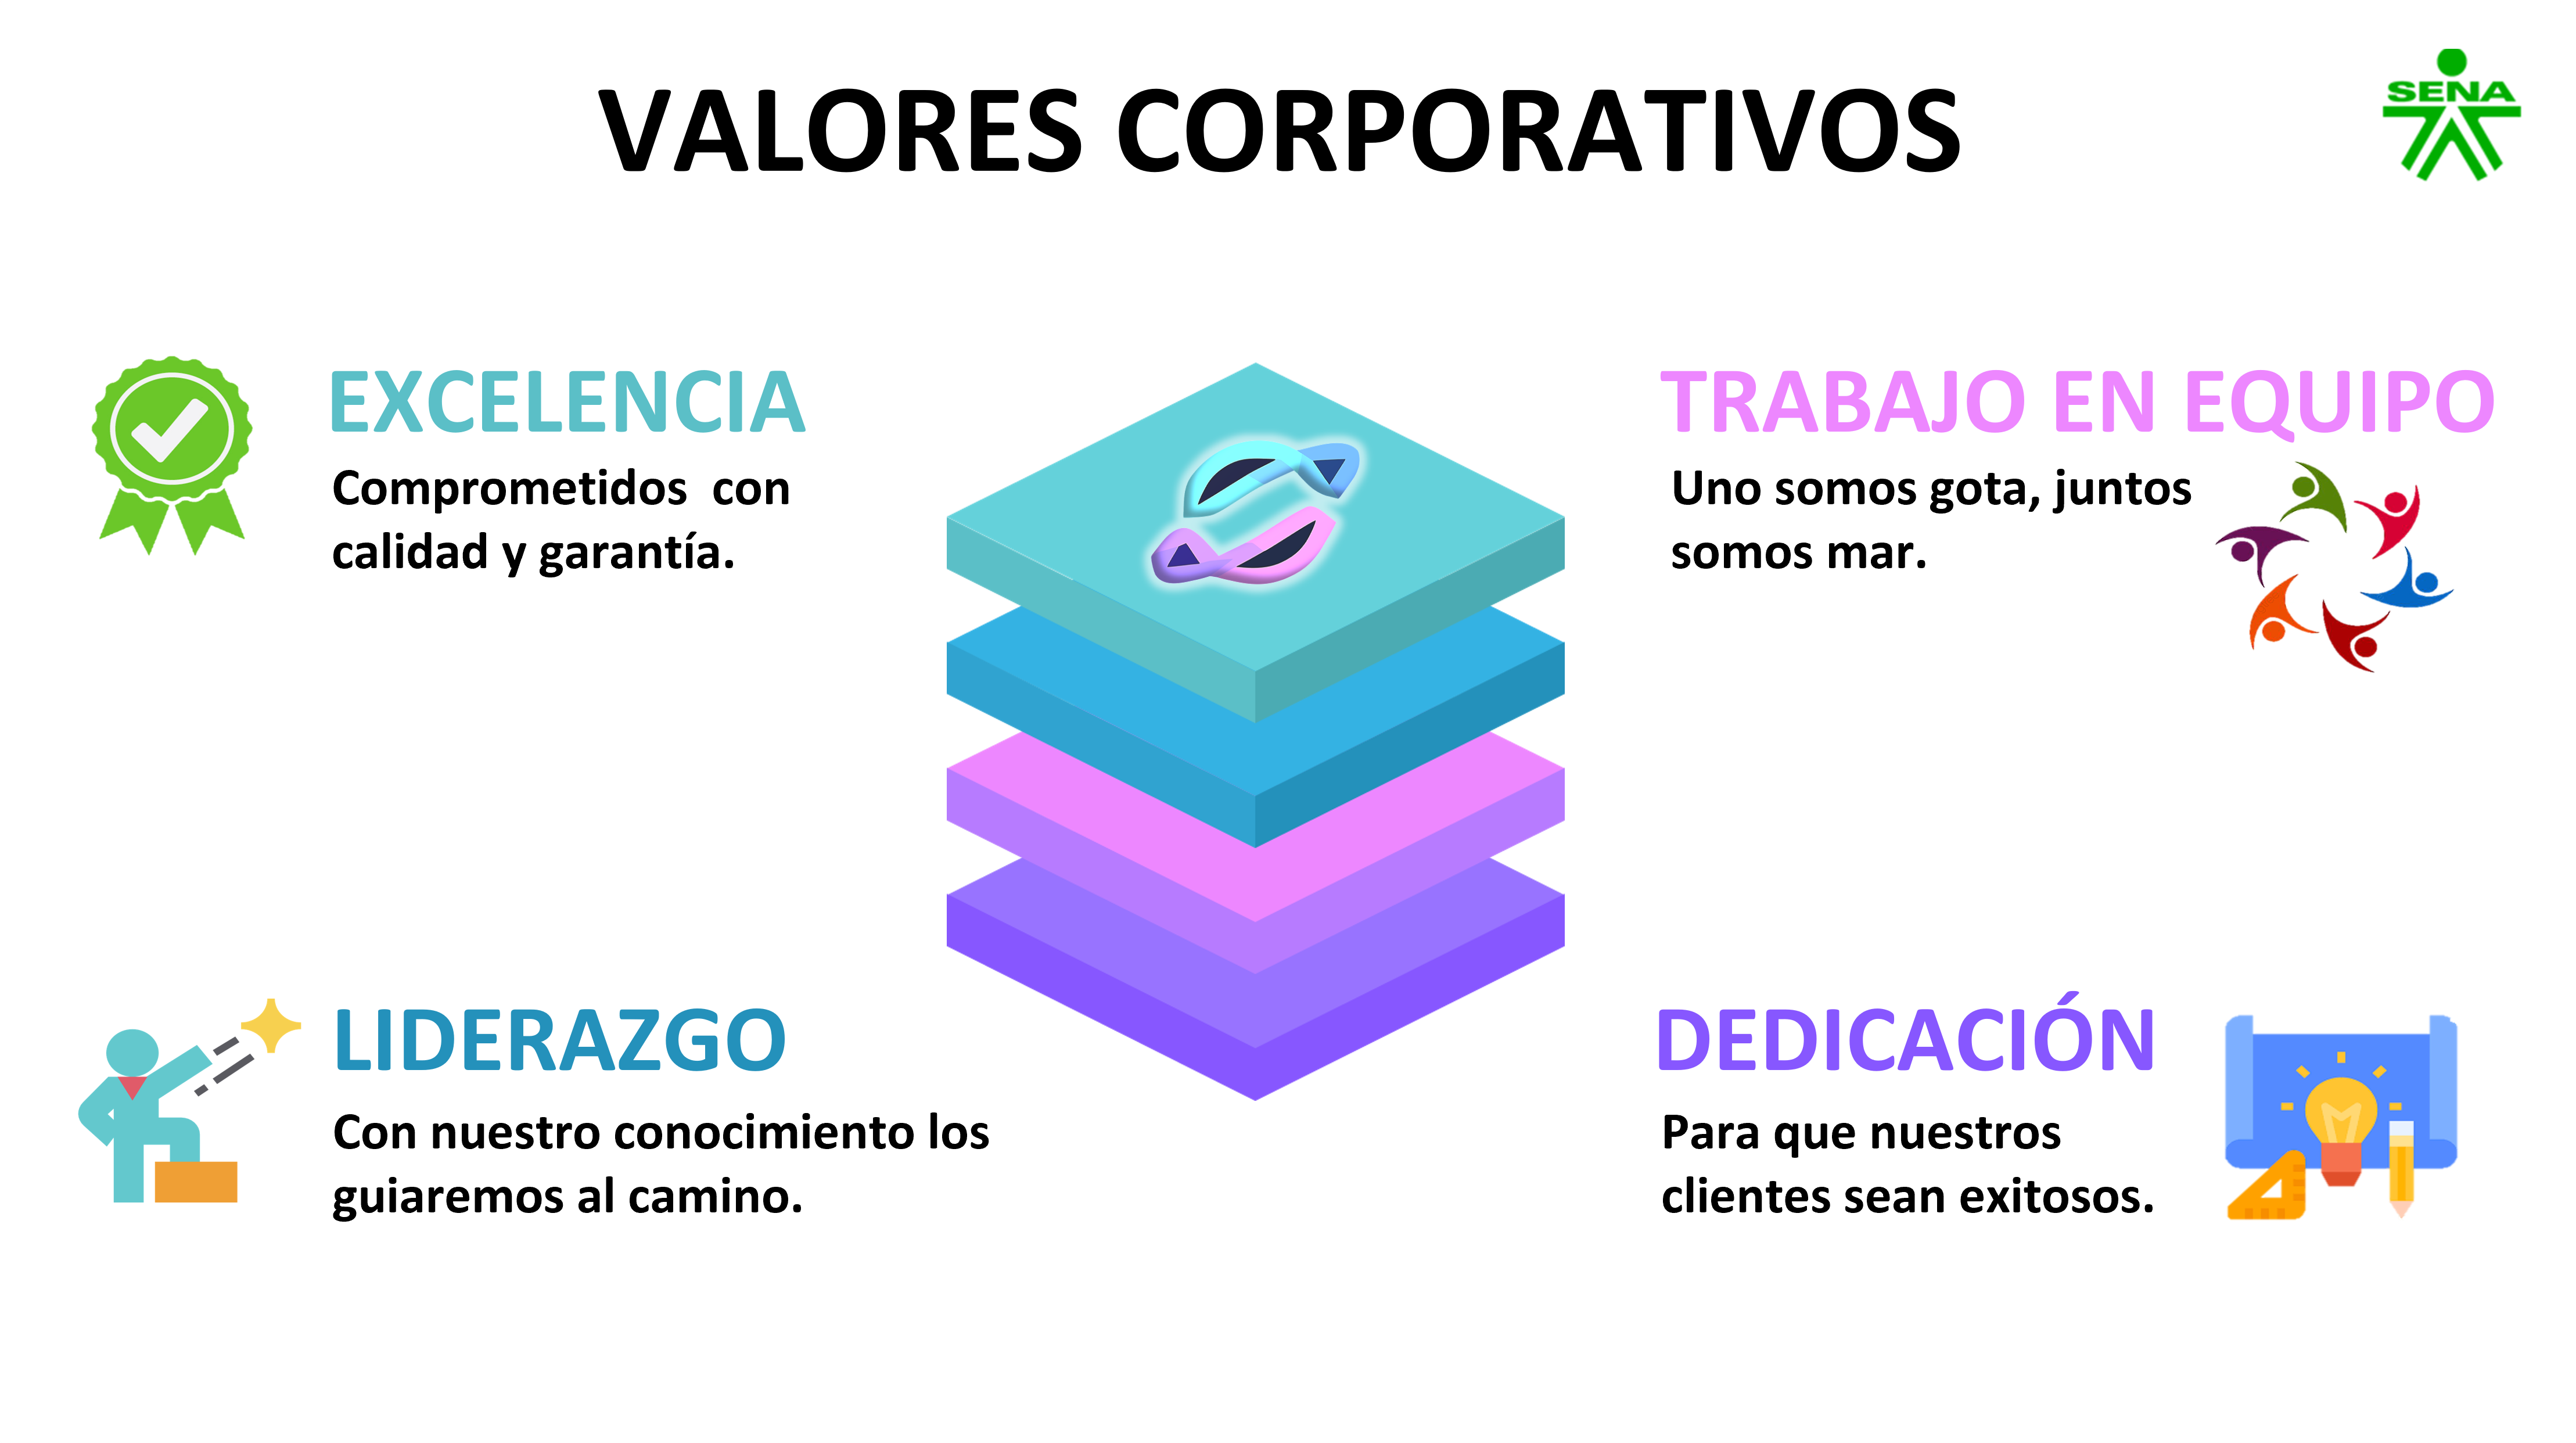 VALORES CORPORATIVOS
SENA
EXCELENCIA
Comprometidos  con
calidad y garantía.
TRABAJO EN EQUIPO
Uno somos gota, juntos
somos mar.
LIDERAZGO
Con nuestro conocimiento los
guiaremos al camino.
DEDICACIÓN
Para que nuestros
clientes sean exitosos.